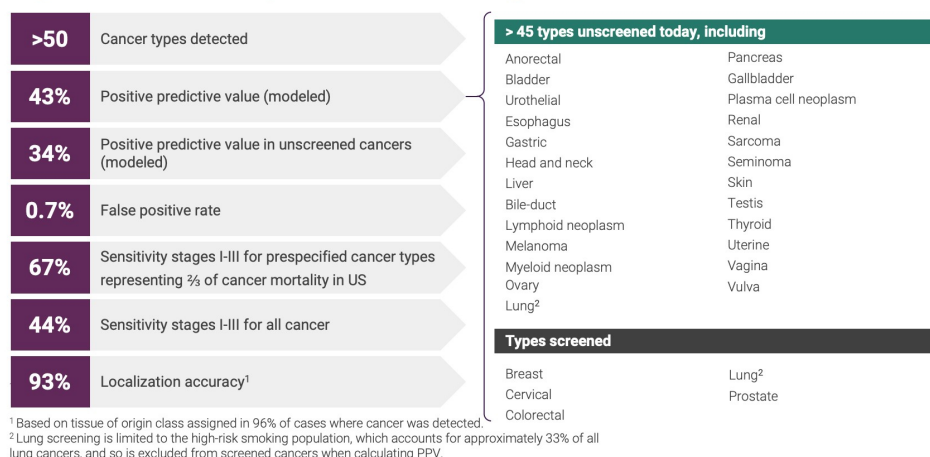 >50
Cancer types detected
43%
Positive predictive value (modeled)
34%
Positive predictive value in unscreened cancers
(modeled)
0.7%
False positive rate
67%
Sensitivity stages I-III for prespecified cancer types
representing ⅔ of cancer mortality in US
44%
Sensitivity stages I-III for all cancer
93%
Localization accuracy¹
> 45 types unscreened today, including
Anorectal
Bladder
Urothelial
Esophagus
Gastric
Head and neck
Liver
Bile-duct
Lymphoid neoplasm
Melanoma
Myeloid neoplasm
Ovary
Lung²
Pancreas
Gallbladder
Plasma cell neoplasm
Renal
Sarcoma
Seminoma
Skin
Testis
Thyroid
Uterine
Vagina
Vulva
Types screened
Breast
Cervical
Colorectal
Lung²
Prostate
¹ Based on tissue of origin class assigned in 96% of cases where cancer was detected.
² Lung screening is limited to the high-risk smoking population, which accounts for approximately 33% of all
lung cancers, and so is excluded from screened cancers when calculating PPV.